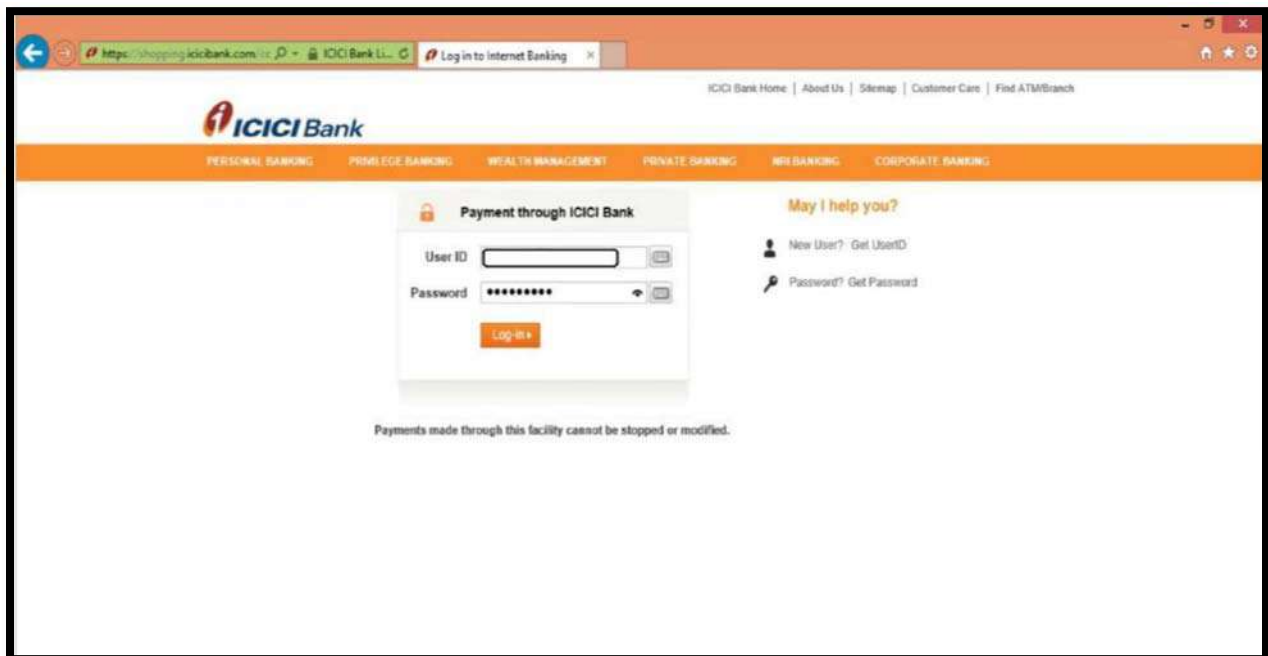 https://shopping.icicibank.com/ ICICI Bank Li... Log in to Internet Banking
ICICI Bank Home | About Us | Sitemap | Customer Care | Find ATM/Branch
ICICI Bank
PERSONAL BANKING PRIVILEGE BANKING WEALTH MANAGEMENT PRIVATE BANKING NRI BANKING CORPORATE BANKING
Payment through ICICI Bank
User ID
Password
Log-in
May I help you?
New User? Get UserID
Password? Get Password
Payments made through this facility cannot be stopped or modified.